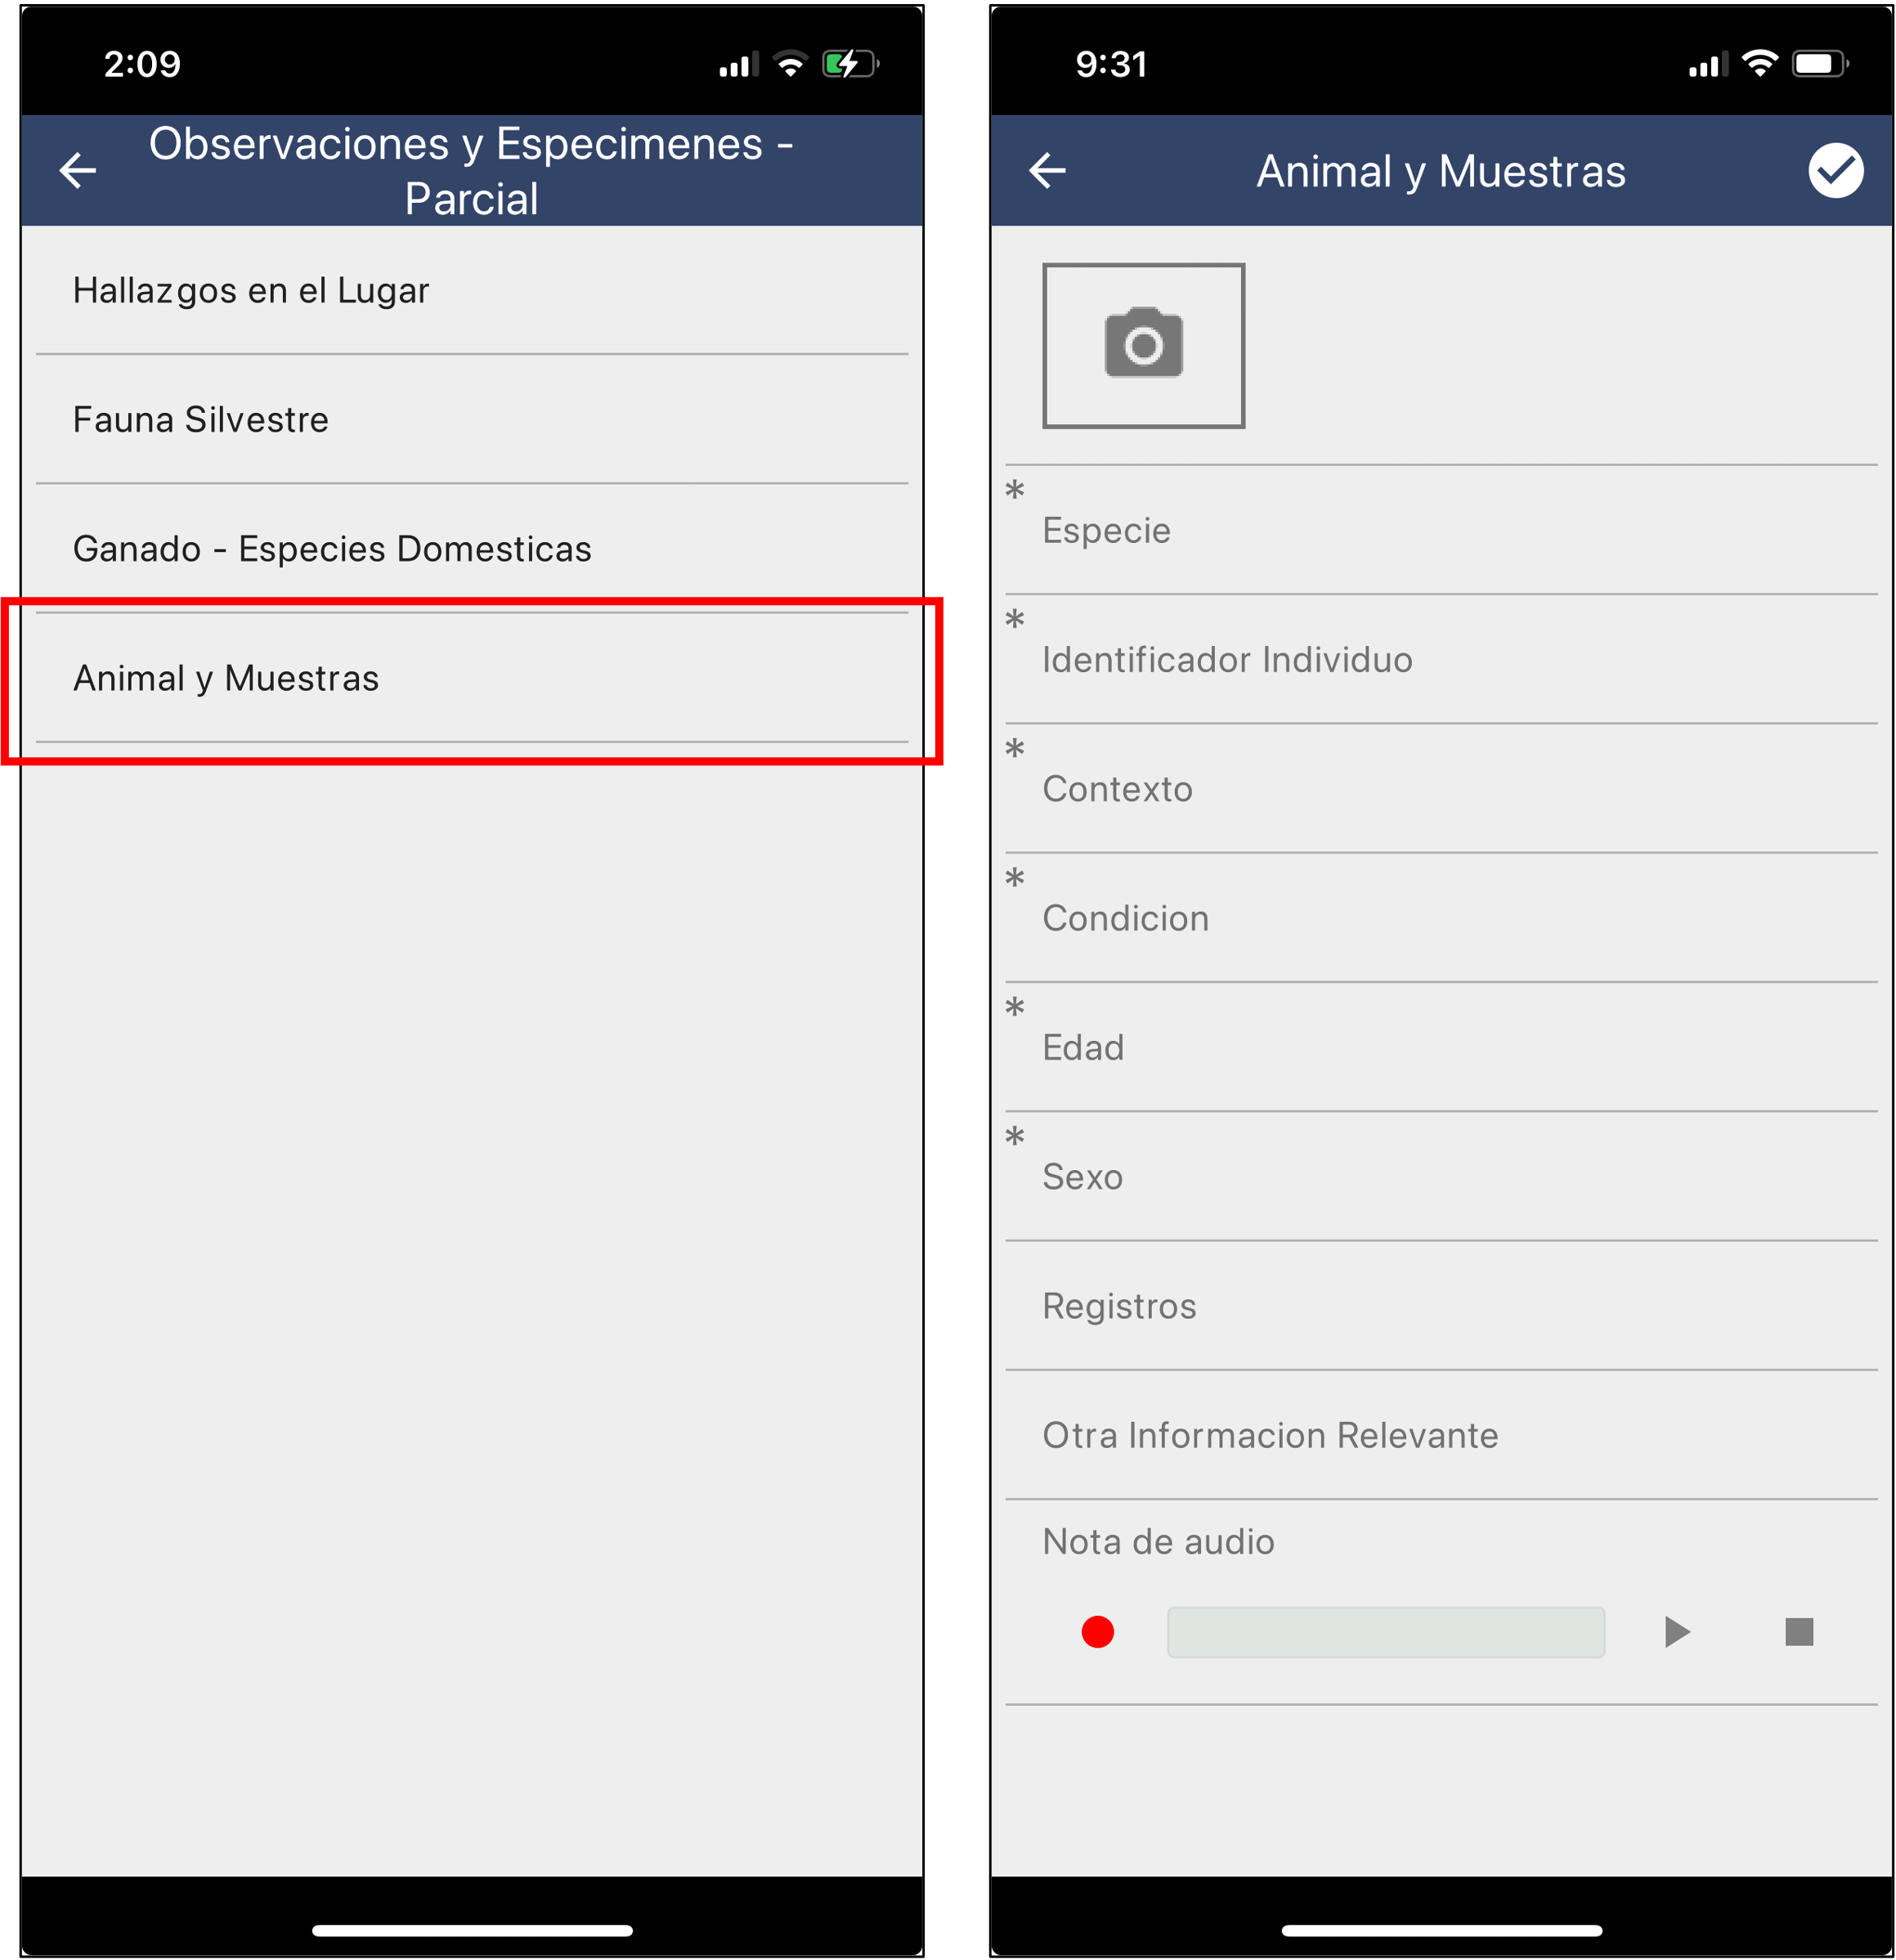 2:09
Observaciones y Especimenes -
Parcial
Hallazgos en el Lugar
Fauna Silvestre
Ganado - Especies Domesticas
Animal y Muestras
9:31
Animal y Muestras
* Especie
* Identificador Individuo
* Contexto
* Condicion
* Edad
* Sexo
Registros
Otra Informacion Relevante
Nota de audio